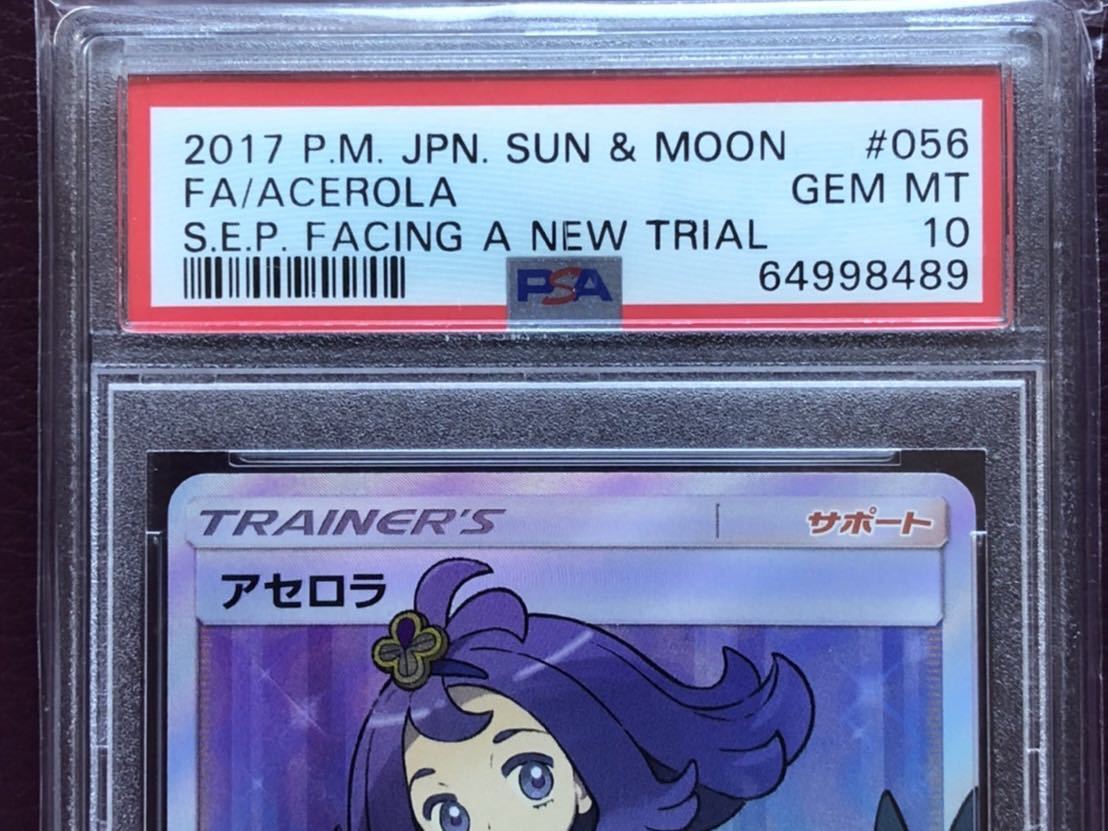 2017 P.M. JPN. SUN & MOON #056
FA/ACEROLA GEM MT
S.E.P. FACING A NEW TRIAL 10
64998489
PSA
TRAINER'S サポート
アセロラ